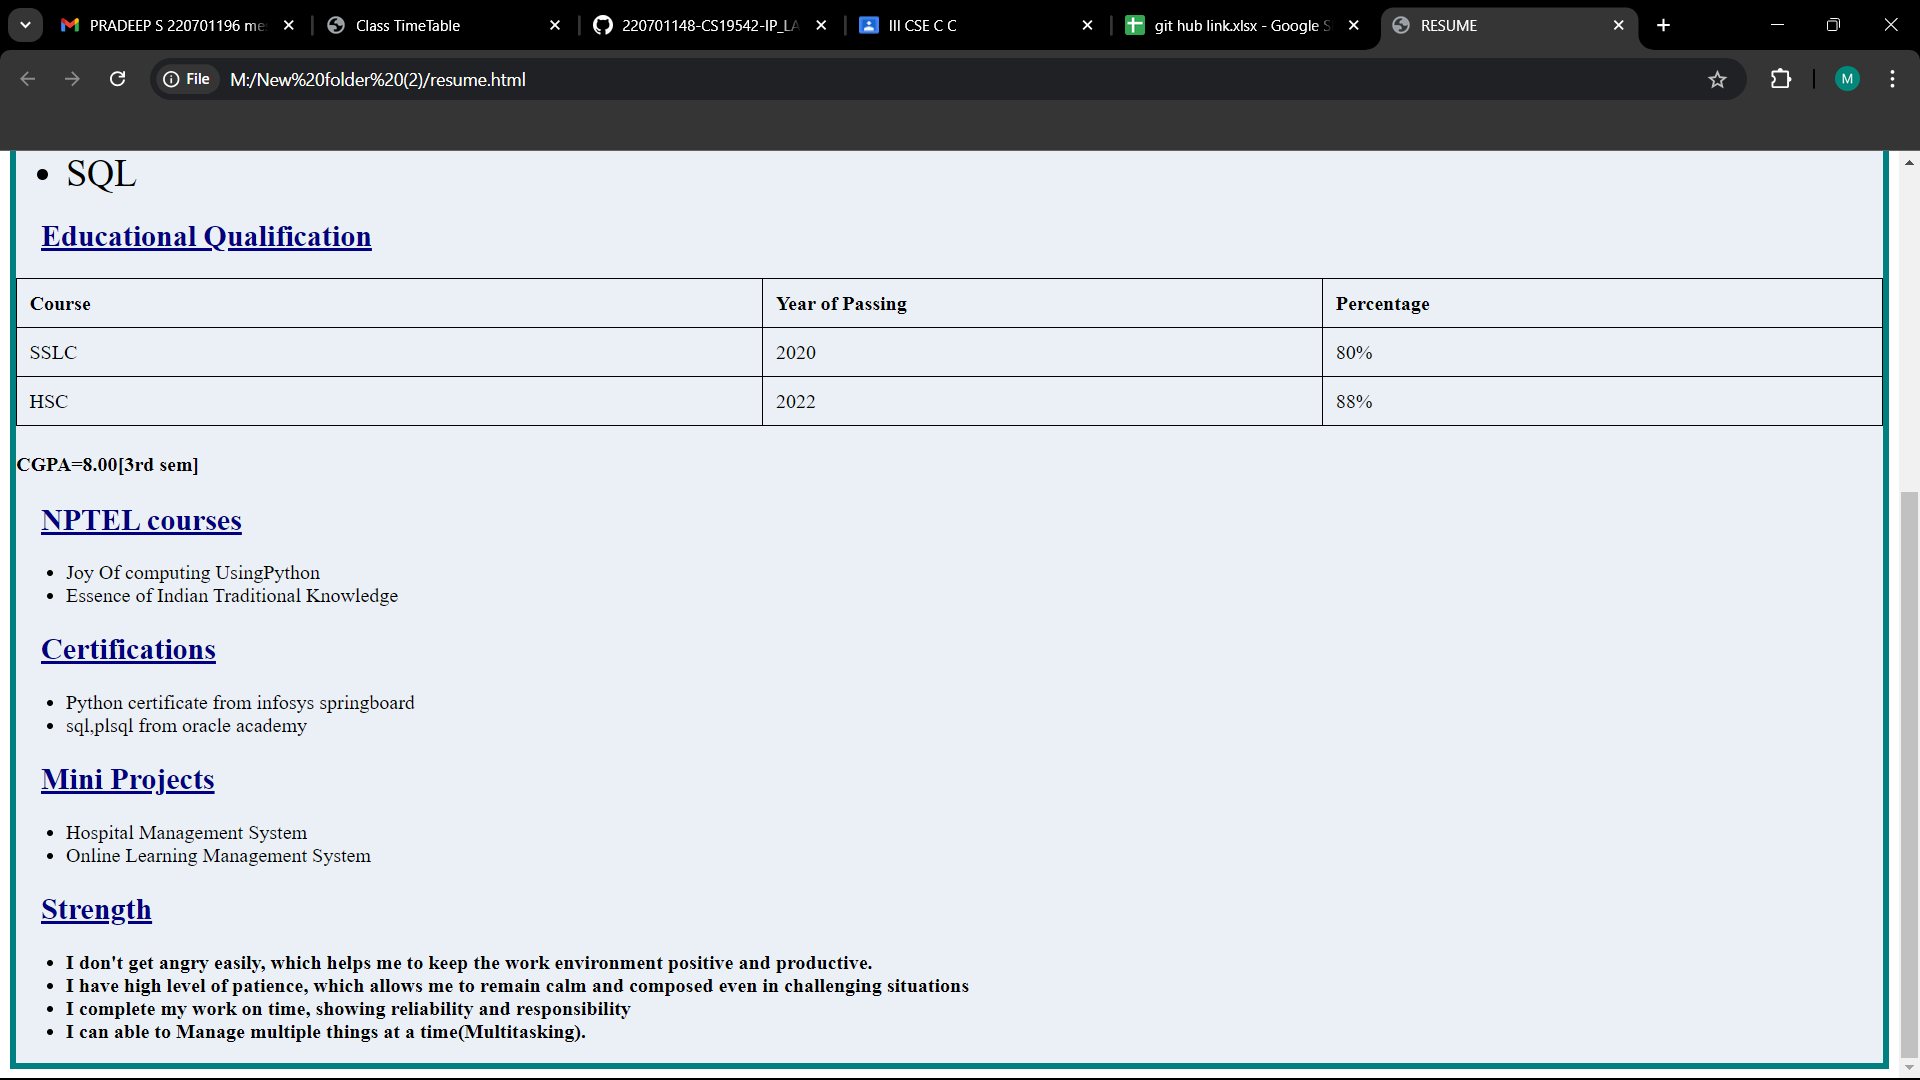 PRADEEP S 220701196 me
Class TimeTable
220701148-CS19542-IP_LA
III CSE C C
git hub link.xlsx - Google S
RESUME
File M:/New%20folder%20(2)/resume.html
M
SQL
Educational Qualification
Course Year of Passing Percentage
SSLC 2020 80%
HSC 2022 88%
CGPA=8.00[3rd sem]
NPTEL courses
Joy Of computing UsingPython
Essence of Indian Traditional Knowledge
Certifications
Python certificate from infosys springboard
sql,plsql from oracle academy
Mini Projects
Hospital Management System
Online Learning Management System
Strength
I don't get angry easily, which helps me to keep the work environment positive and productive.
I have high level of patience, which allows me to remain calm and composed even in challenging situations
I complete my work on time, showing reliability and responsibility
I can able to Manage multiple things at a time(Multitasking).